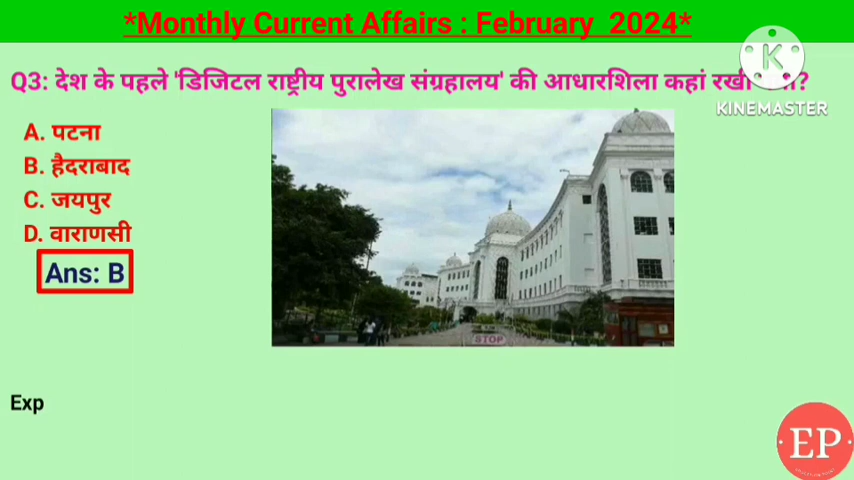 *Monthly Current Affairs : February 2024*
Q3: देश के पहले 'डिजिटल राष्ट्रीय पुरालेख संग्रहालय' की आधारशिला कहां रखी ?
KINEMASTER
A. पटना
B. हैदराबाद
C. जयपुर
D. वाराणसी
Ans: B
STOP
Exp
EP